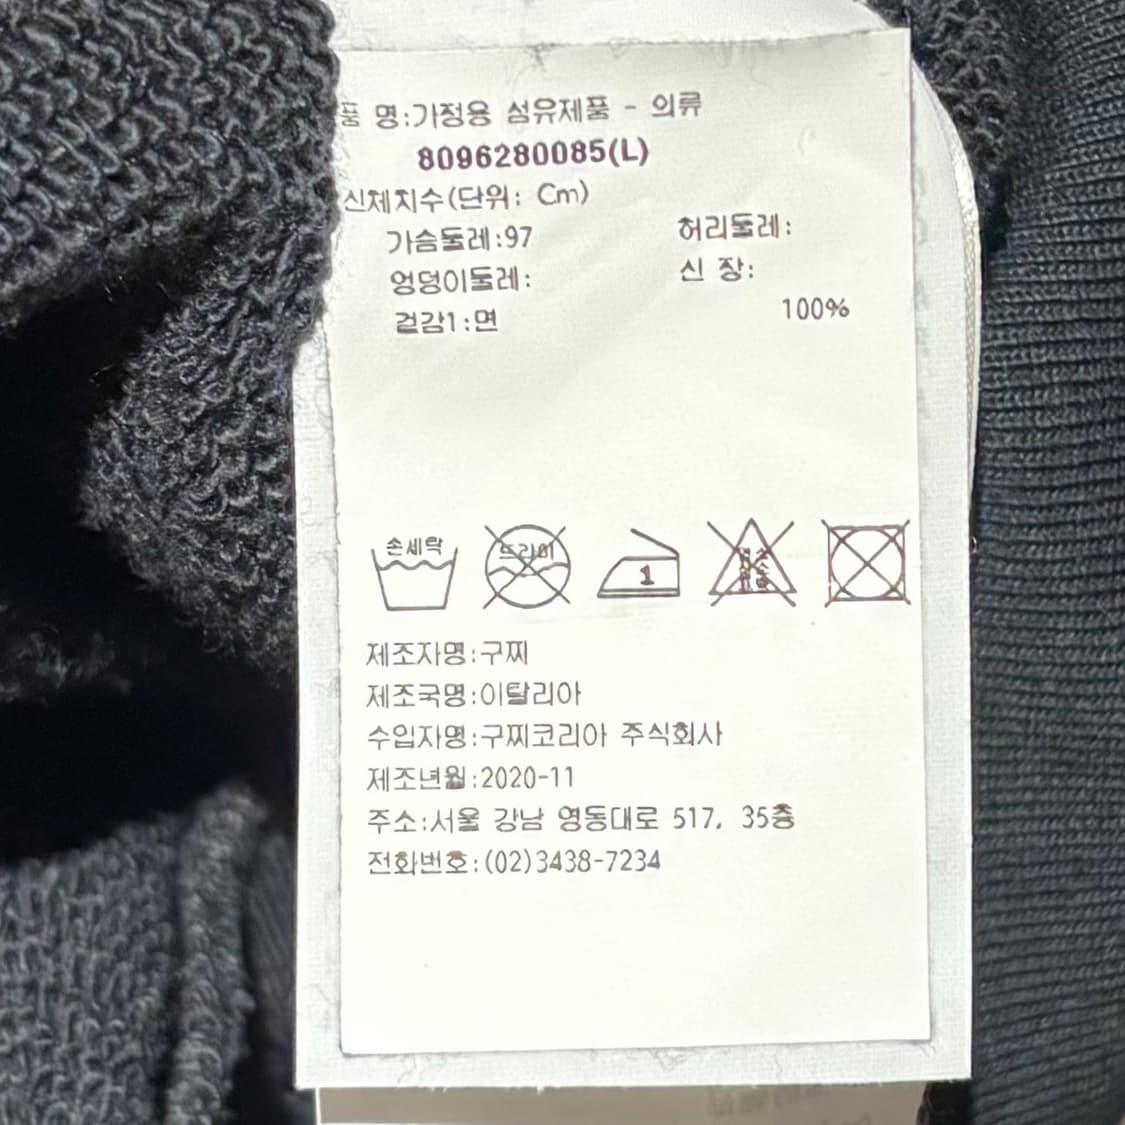 품 명:가정용 섬유제품 - 의류
8096280085(L)
신체치수(단위: Cm)
가슴둘레:97 허리둘레:
엉덩이둘레: 신 장:
겉감1:면 100%
손세탁 드라이 1 염소 표백
제조자명:구찌
제조국명:이탈리아
수입자명:구찌코리아 주식회사
제조년월:2020-11
주소:서울 강남 영동대로 517, 35층
전화번호:(02)3438-7234